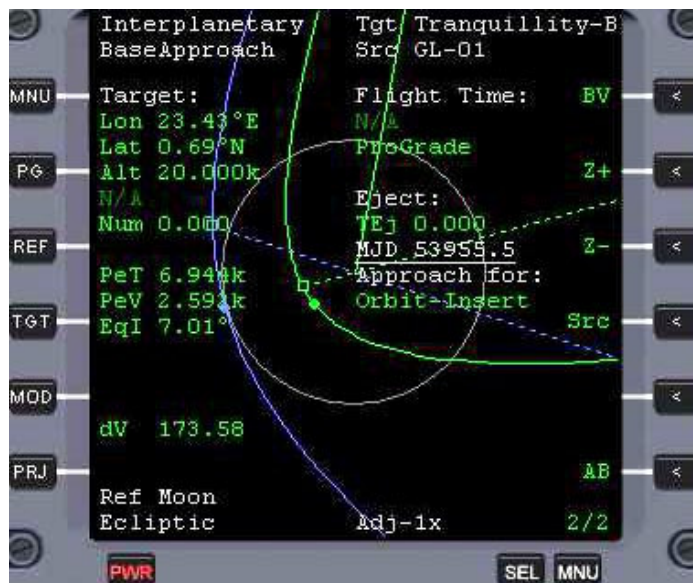 Interplanetary Tgt Tranquillity-B
BaseApproach Src GL-01
MNU Target: Flight Time: BV <
Lon 23.43°E N/A
Lat 0.69°N ProGrade
PG Alt 20.000k Z+ <
N/A Eject:
Num 0.000 TEj 0.000
REF MJD 53955.5 Z- <
PeT 6.944k Approach for:
PeV 2.592k Orbit-Insert
TGT EqI 7.01° Src <
MOD <
dV 173.58
PRJ AB <
Ref Moon
Ecliptic Adj-1x 2/2
PWR SEL MNU